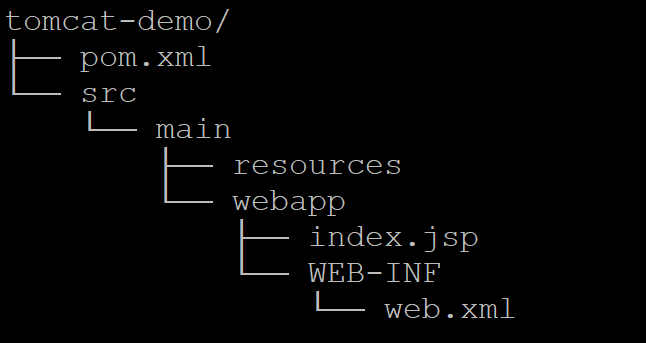 tomcat-demo/
├── pom.xml
└── src
    └── main
        ├── resources
        └── webapp
            ├── index.jsp
            └── WEB-INF
                └── web.xml